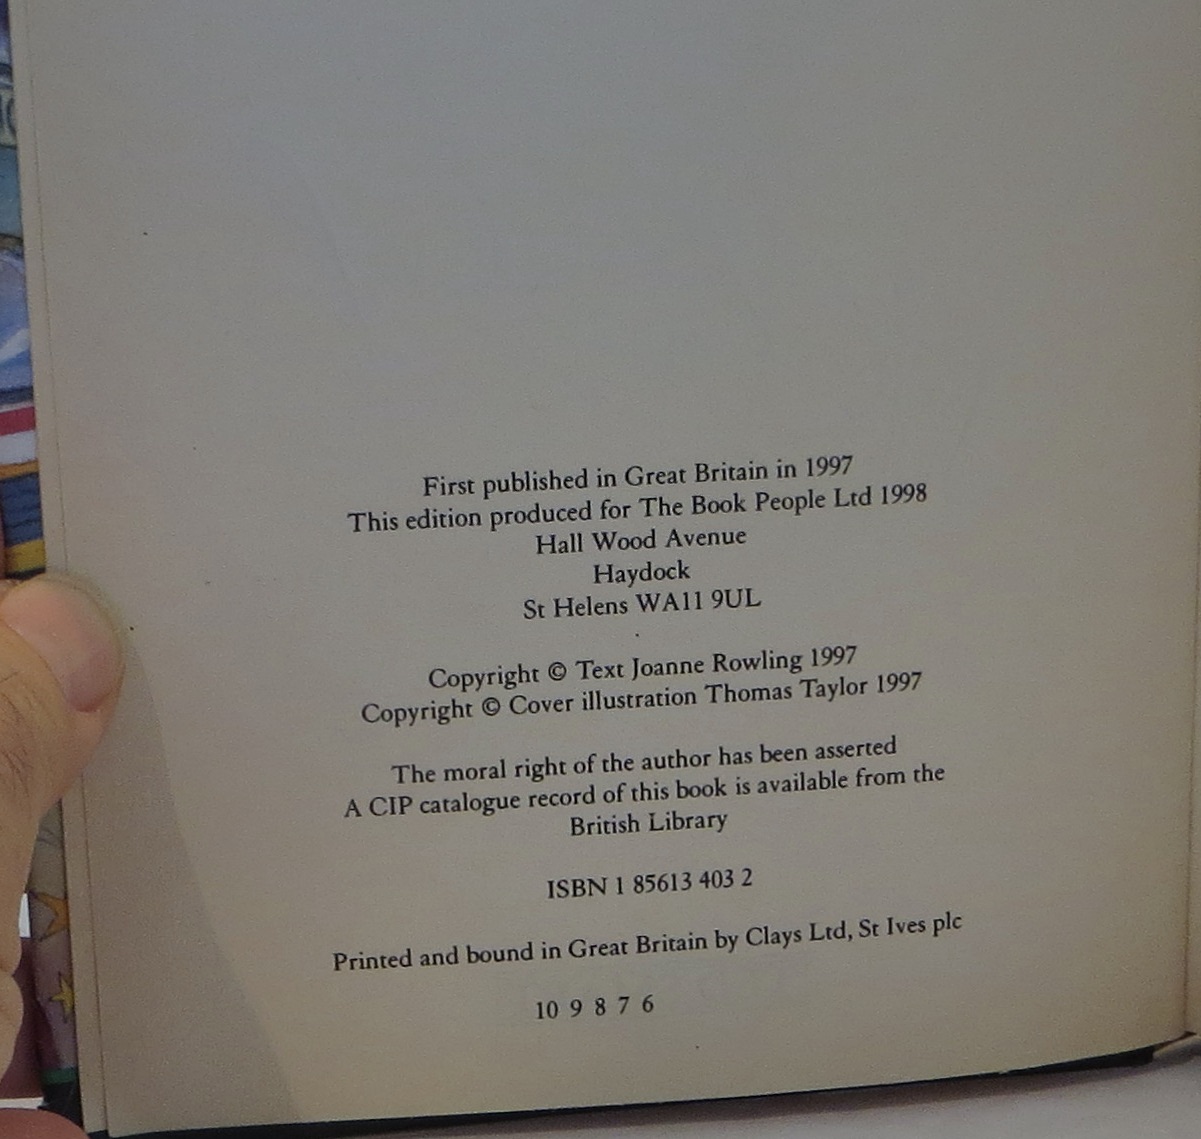 First published in Great Britain in 1997
This edition produced for The Book People Ltd 1998
Hall Wood Avenue
Haydock
St Helens WA11 9UL
Copyright © Text Joanne Rowling 1997
Copyright © Cover illustration Thomas Taylor 1997
The moral right of the author has been asserted
A CIP catalogue record of this book is available from the
British Library
ISBN 1 85613 403 2
Printed and bound in Great Britain by Clays Ltd, St Ives plc
10 9 8 7 6